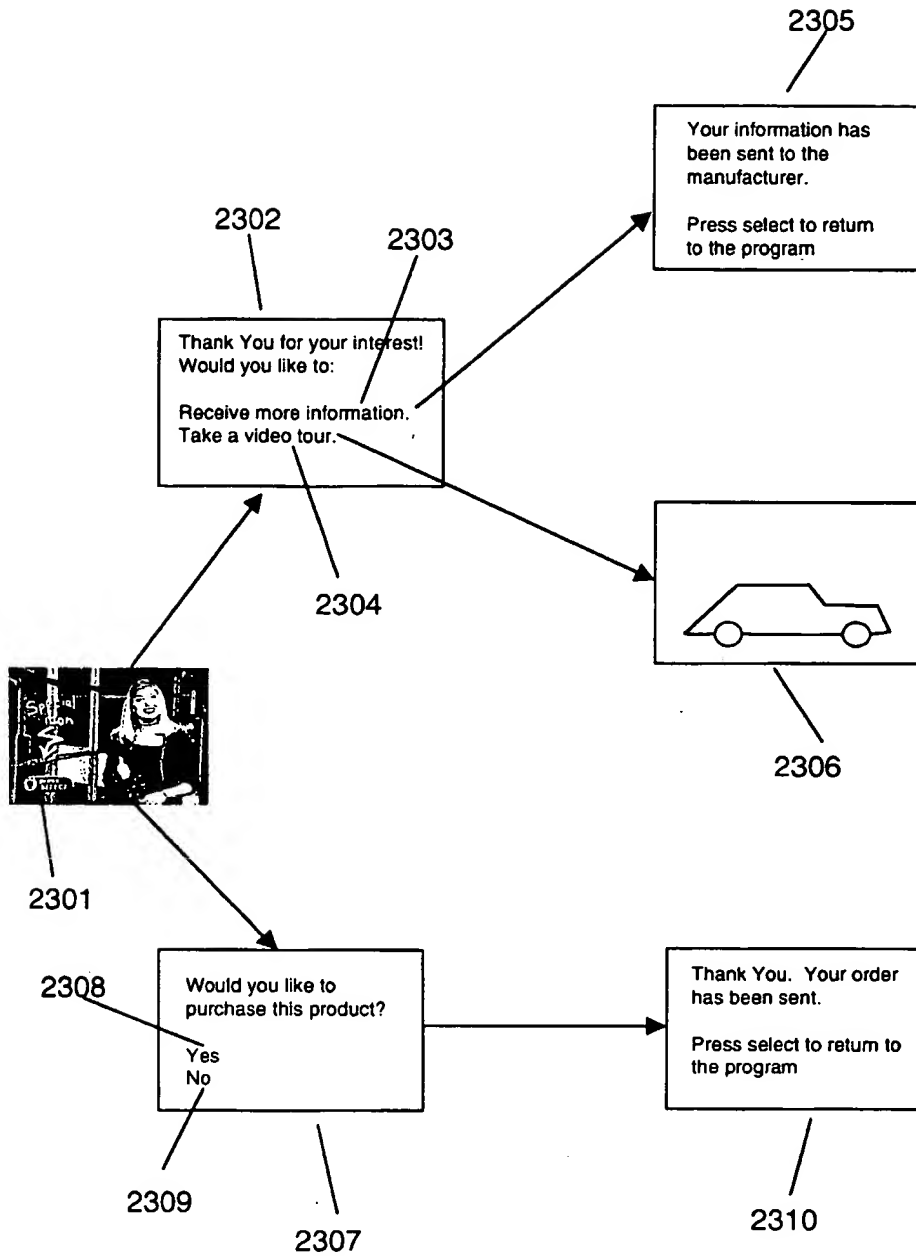 2305
Your information has
been sent to the
manufacturer.
Press select to return
to the program
2302
2303
Thank You for your interest!
Would you like to:
Receive more information.
Take a video tour.
2304
2306
2301
2308
Would you like to
purchase this product?
Yes
No
2309
2307
Thank You. Your order
has been sent.
Press select to return to
the program
2310